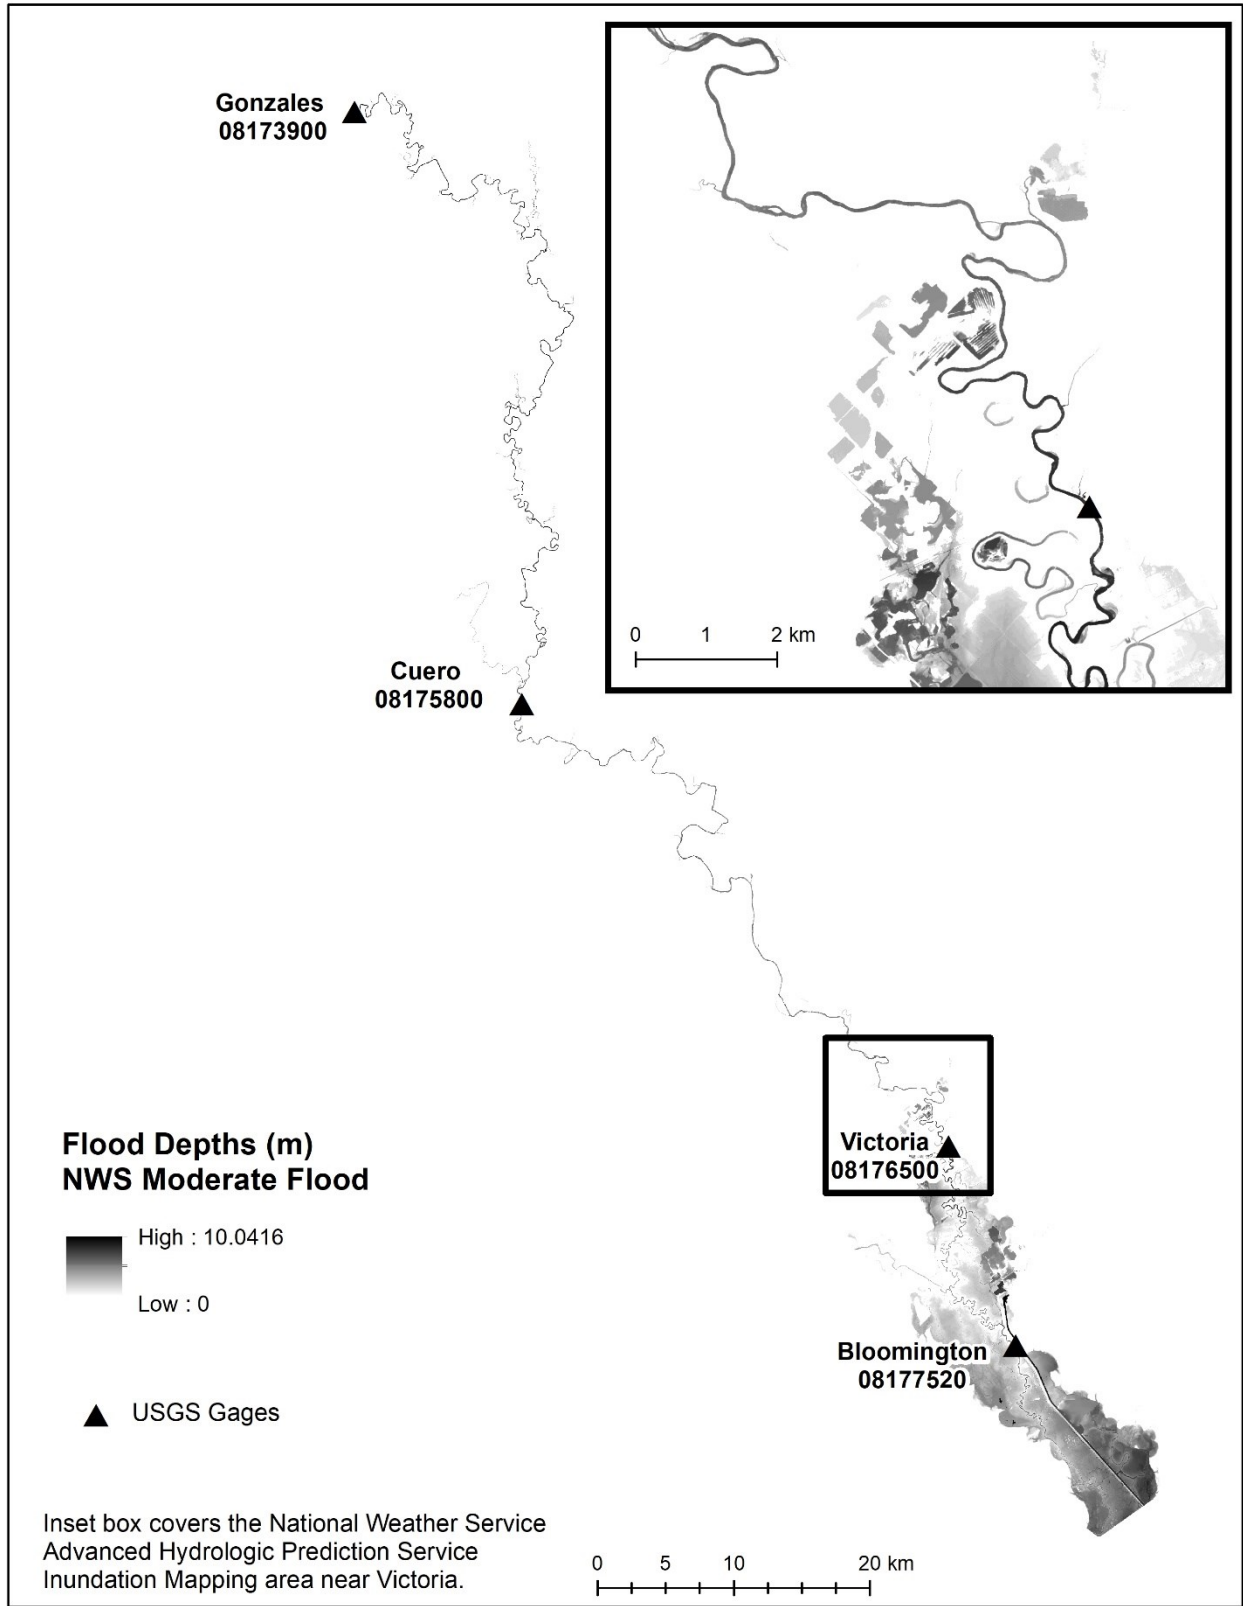 Gonzales
08173900
0 1 2 km
Cuero
08175800
Victoria
08176500
Flood Depths (m)
NWS Moderate Flood
High : 10.0416
Low : 0
Bloomington
08177520
USGS Gages
Inset box covers the National Weather Service
Advanced Hydrologic Prediction Service
Inundation Mapping area near Victoria.
0 5 10 20 km